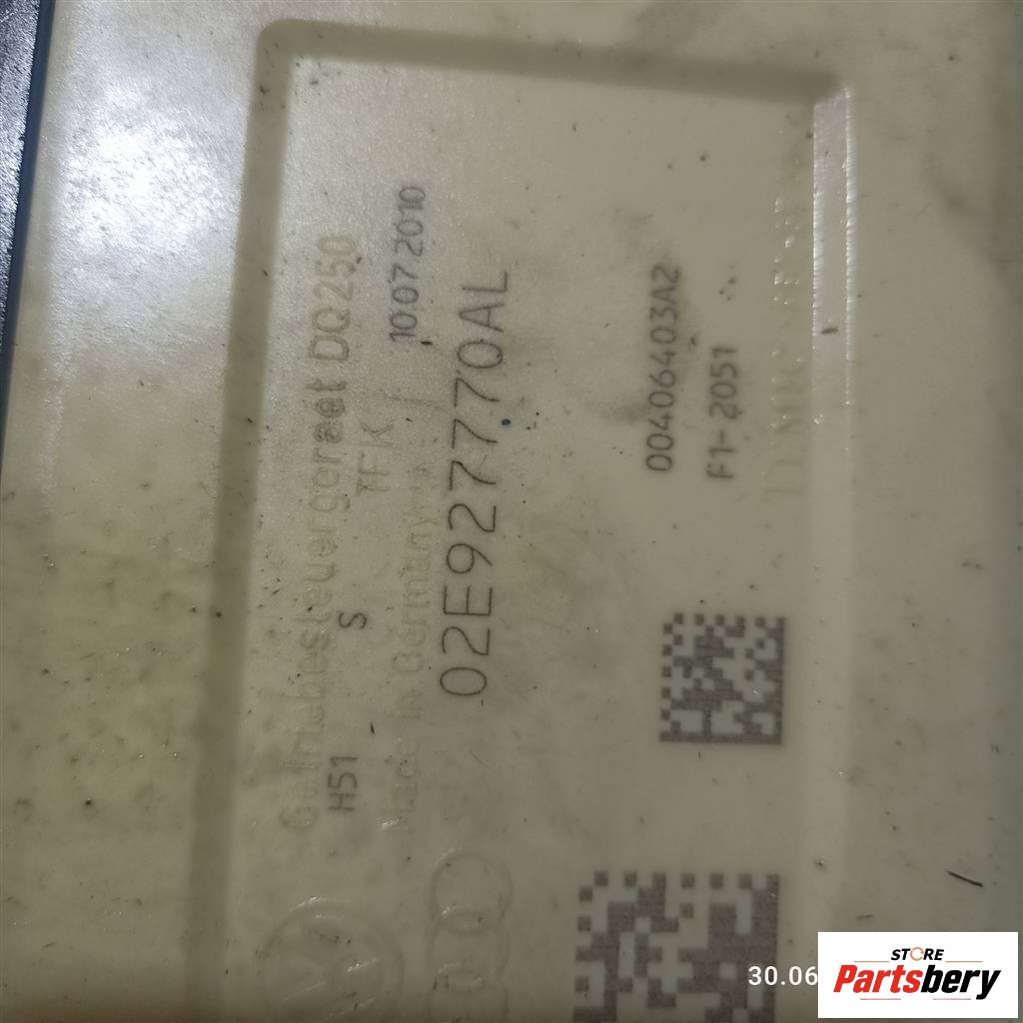 Getriebesteuergeraet DQ250
H51 S TFK
Made in Germany 10.07.2010
02E927770AL
00406403A2
F1-2051
30.06
STORE
Partsbery